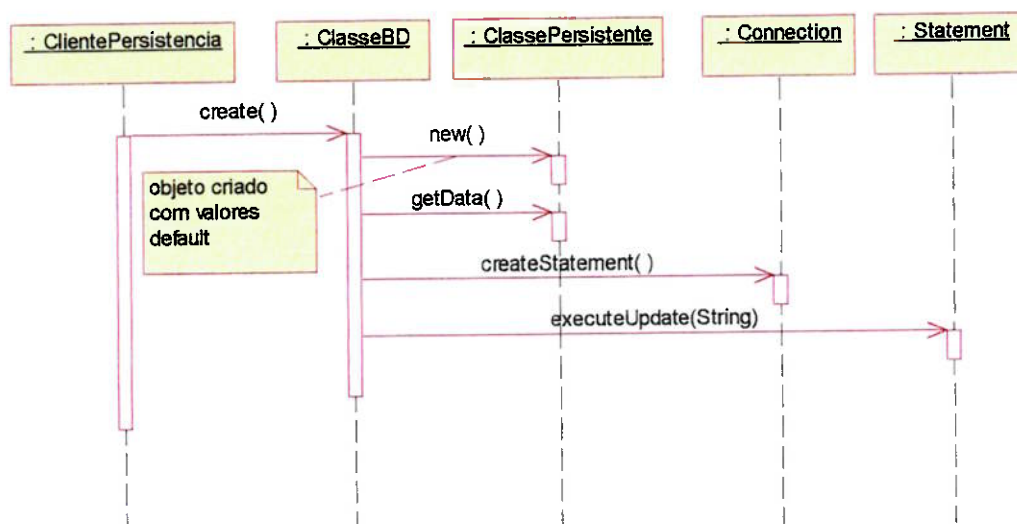 : ClientePersistencia
: ClasseBD
: ClassePersistente
: Connection
: Statement
create( )
new( )
objeto criado
com valores
default
getData( )
createStatement( )
executeUpdate(String)